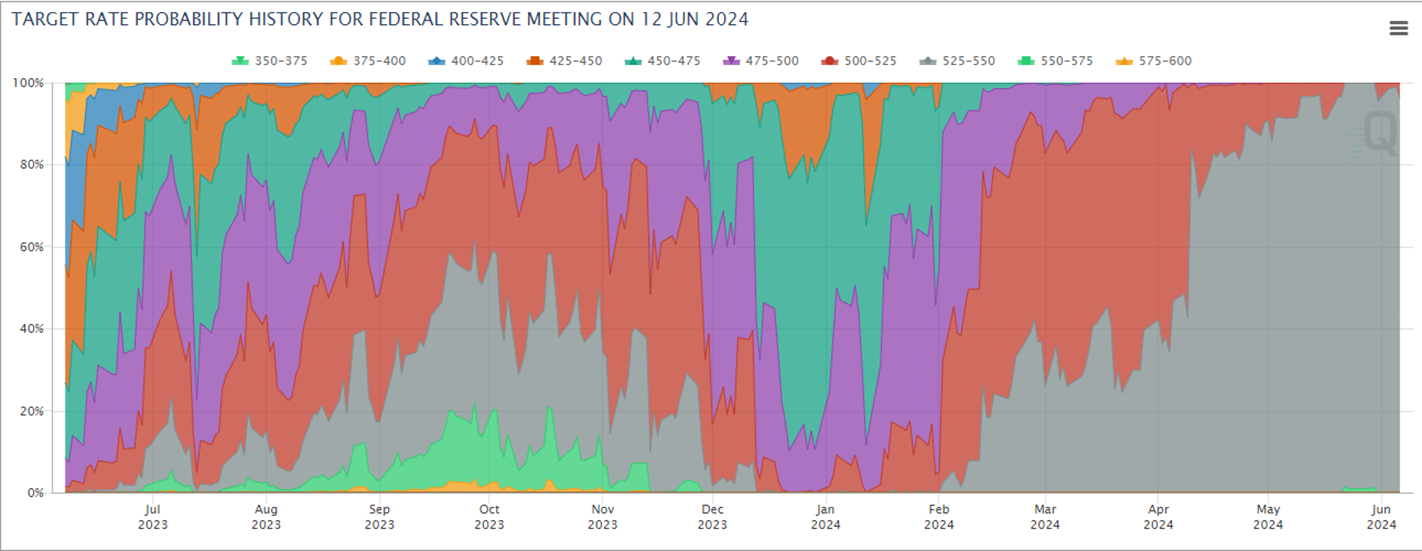 TARGET RATE PROBABILITY HISTORY FOR FEDERAL RESERVE MEETING ON 12 JUN 2024
350–375 375–400 400–425 425–450 450–475 475–500 500–525 525–550 550–575 575–600
100%
80%
60%
40%
20%
0%
Q
Jul Aug Sep Oct Nov Dec Jan Feb Mar Apr May Jun
2023 2023 2023 2023 2023 2023 2024 2024 2024 2024 2024 2024